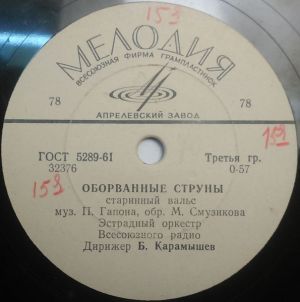 153
МЕЛОДИЯ
ВСЕСОЮЗНАЯ ФИРМА ГРАМПЛАСТИНОК
78 78
АПРЕЛЕВСКИЙ ЗАВОД
159
ГОСТ 5289-61 Третья гр.
32376 0-57
153
ОБОРВАННЫЕ СТРУНЫ
старинный вальс
муз. П. Гапона, обр. М. Смузикова
Эстрадный оркестр
Всесоюзного радио
Дирижер Б. Карамышев